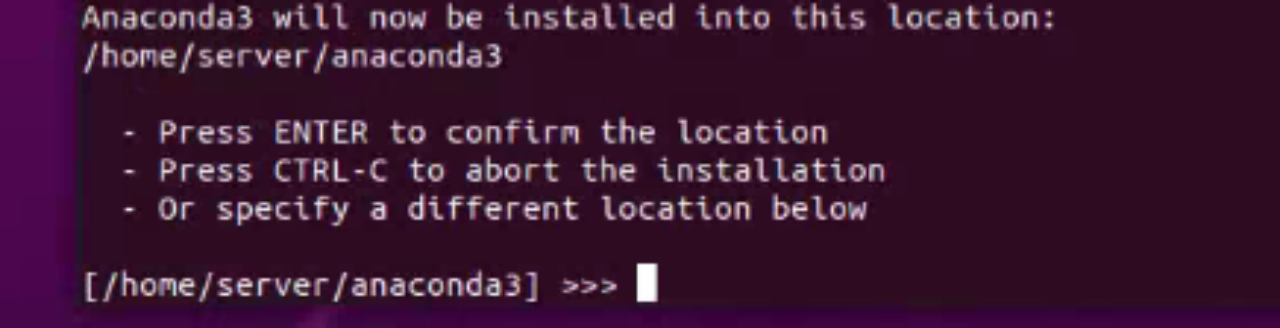 Anaconda3 will now be installed into this location:
/home/server/anaconda3
- Press ENTER to confirm the location
- Press CTRL-C to abort the installation
- Or specify a different location below
[/home/server/anaconda3] >>>